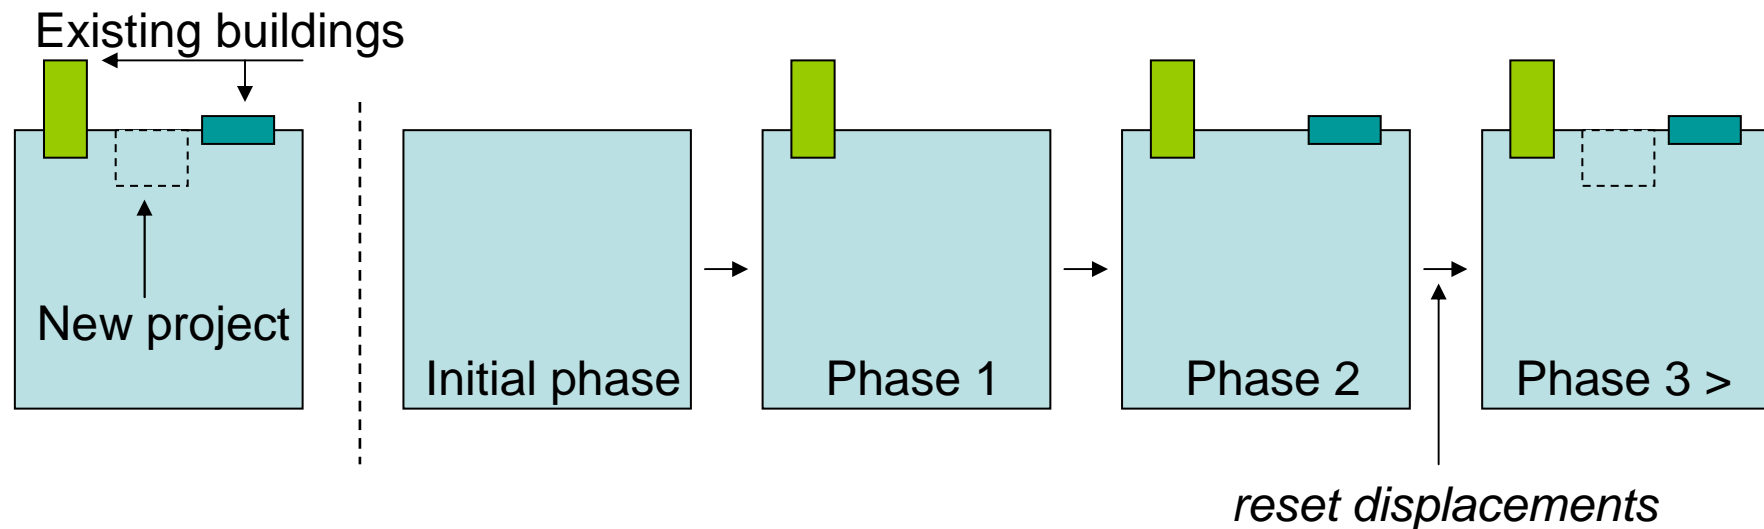 Existing buildings
New project
Initial phase
Phase 1
Phase 2
Phase 3 >
reset displacements